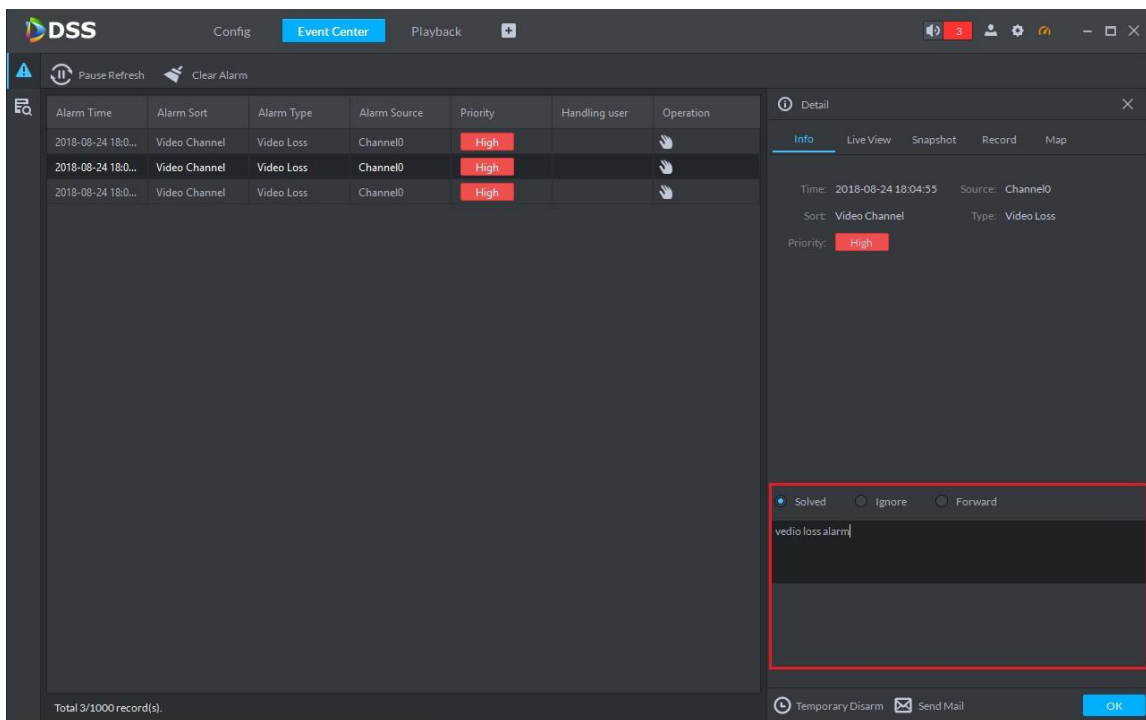 DSS Config Event Center Playback 3
Pause Refresh Clear Alarm
Alarm Time Alarm Sort Alarm Type Alarm Source Priority Handling user Operation
2018-08-24 18:0... Video Channel Video Loss Channel0 High
2018-08-24 18:0... Video Channel Video Loss Channel0 High
2018-08-24 18:0... Video Channel Video Loss Channel0 High
Total 3/1000 record(s).
Detail
Info Live View Snapshot Record Map
Time: 2018-08-24 18:04:55 Source: Channel0
Sort: Video Channel Type: Video Loss
Priority: High
Solved Ignore Forward
vedio loss alarm
Temporary Disarm Send Mail OK